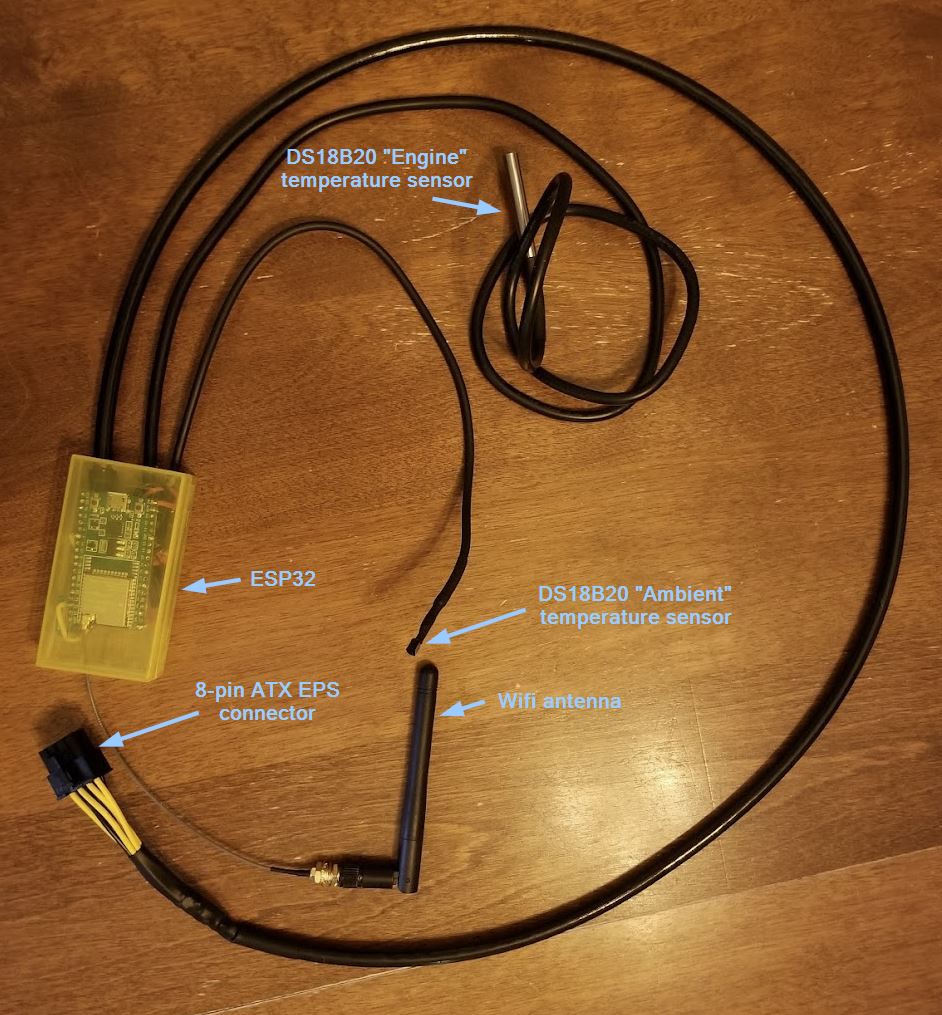 DS18B20 "Engine"
temperature sensor
ESP32
DS18B20 "Ambient"
temperature sensor
8-pin ATX EPS
connector
Wifi antenna